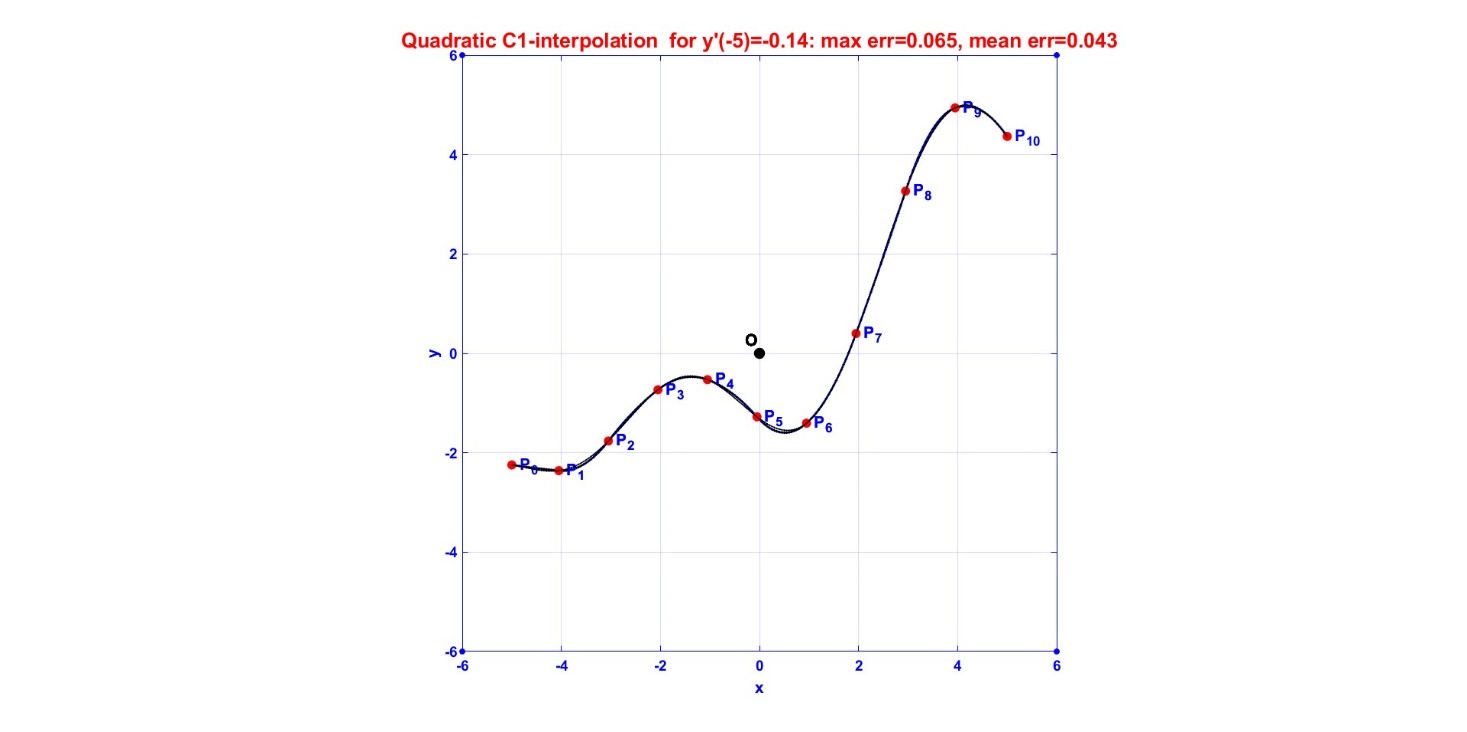 Quadratic C1-interpolation for y'(-5)=-0.14: max err=0.065, mean err=0.043
6
P9
P10
4
P8
2
P7
O
y
0
P4
P3
P5
P6
P2
-2
P0
P1
-4
-6
-6 -4 -2 0 2 4 6
x